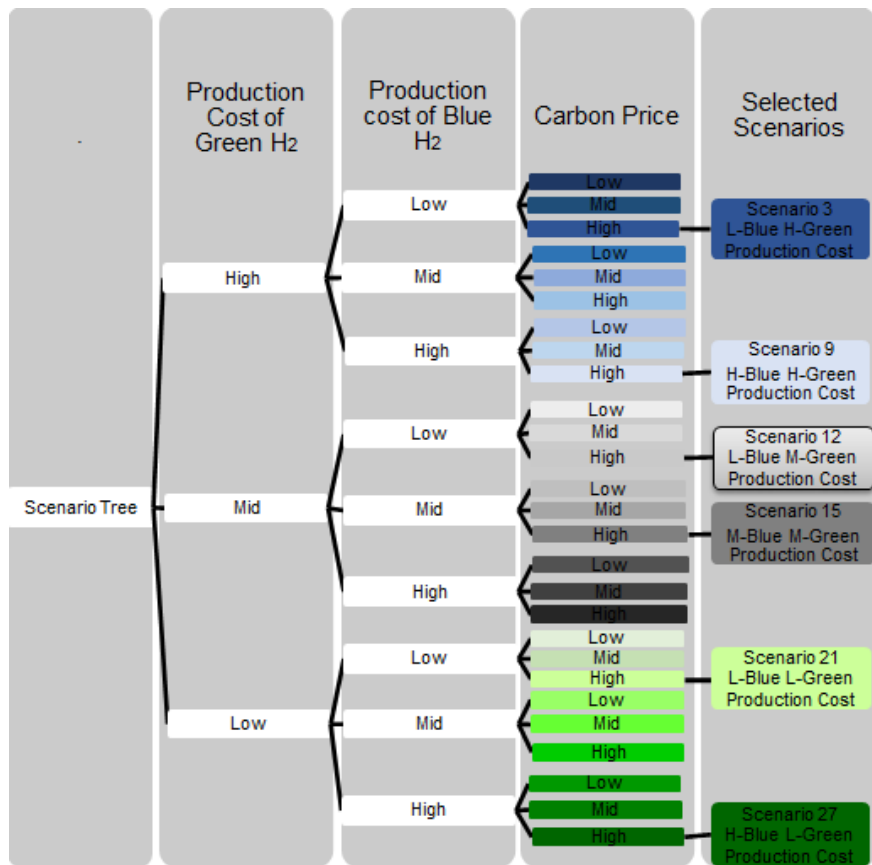 Production
Cost of
Green H2
Production
cost of Blue
H2
Carbon Price
Selected
Scenarios
Scenario Tree
High
Mid
Low
Low
Mid
High
Low
Mid
High
Low
Mid
High
Low
Mid
High
Low
Mid
High
Low
Mid
High
Low
Mid
High
Low
Mid
High
Low
Mid
High
Low
Mid
High
Low
Mid
High
Low
Mid
High
Scenario 3
L-Blue H-Green
Production Cost
Scenario 9
H-Blue H-Green
Production Cost
Scenario 12
L-Blue M-Green
Production Cost
Scenario 15
M-Blue M-Green
Production Cost
Scenario 21
L-Blue L-Green
Production Cost
Scenario 27
H-Blue L-Green
Production Cost